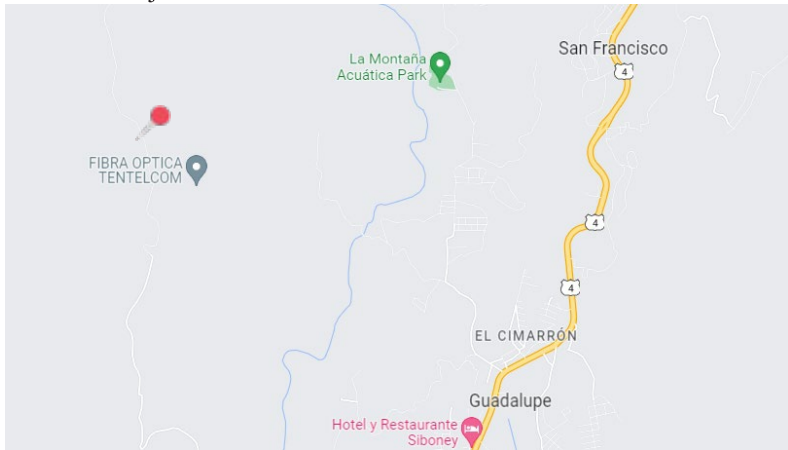 San Francisco
4
La Montaña
Acuática Park
FIBRA OPTICA
TENTELCOM
4
4
EL CIMARRÓN
Guadalupe
Hotel y Restaurante
Siboney